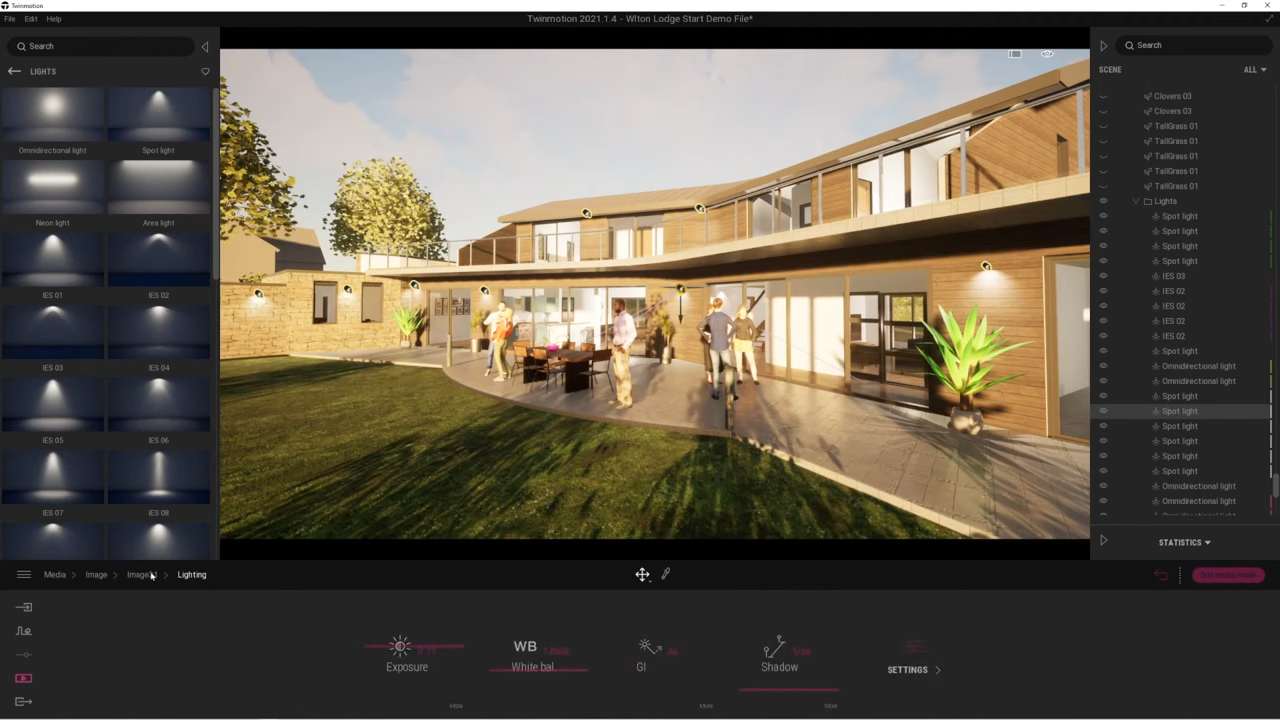 Twinmotion
File Edit Help
Twinmotion 2021.1.4 - Wlton Lodge Start Demo File*
Search
LIGHTS
Omnidirectional light
Spot light
Neon light
Area light
IES 01
IES 02
IES 03
IES 04
IES 05
IES 06
IES 07
IES 08
Search
SCENE
ALL
Clovers 03
Clovers 03
TallGrass 01
TallGrass 01
TallGrass 01
TallGrass 01
TallGrass 01
Lights
Spot light
Spot light
Spot light
Spot light
IES 03
IES 02
IES 02
IES 02
IES 02
Spot light
Omnidirectional light
Omnidirectional light
Spot light
Spot light
Spot light
Spot light
Spot light
Spot light
Omnidirectional light
Omnidirectional light
Omnidirectional light
STATISTICS
Media
Image
Lighting
Exposure
WB
White bal.
GI
Shadow
SETTINGS
More
More
More